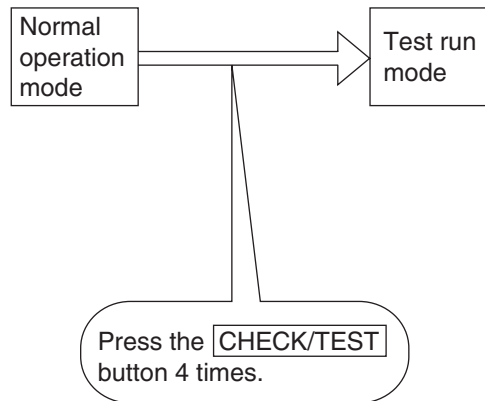 Normal
operation
mode
Test run
mode
Press the CHECK/TEST
button 4 times.